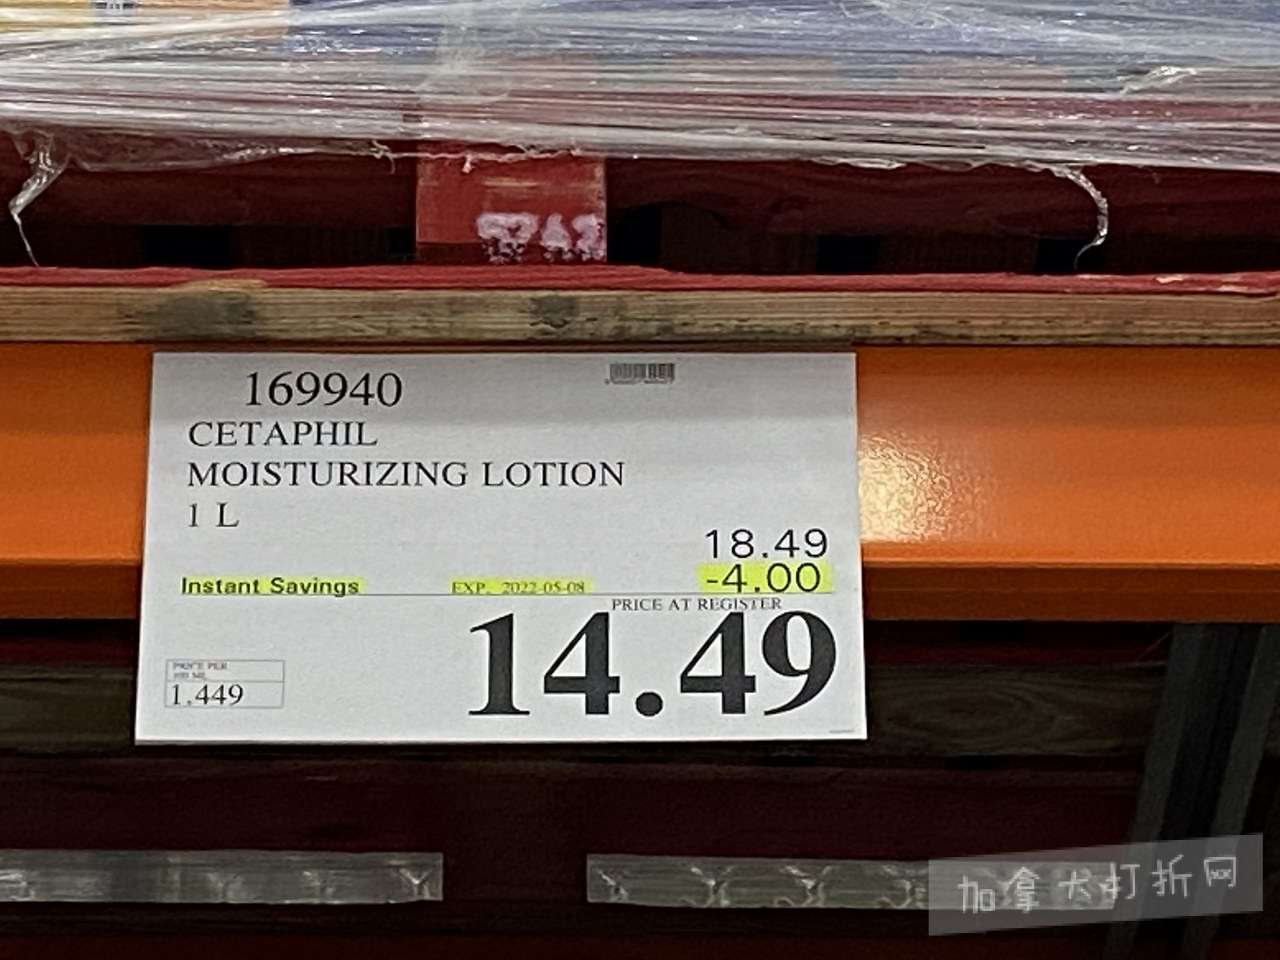 169940
CETAPHIL
MOISTURIZING LOTION
1 L
18.49
Instant Savings EXP. 2022-05-08 -4.00
PRICE AT REGISTER
14.49
PRICE PER
100 ML
1.449
加拿大打折网